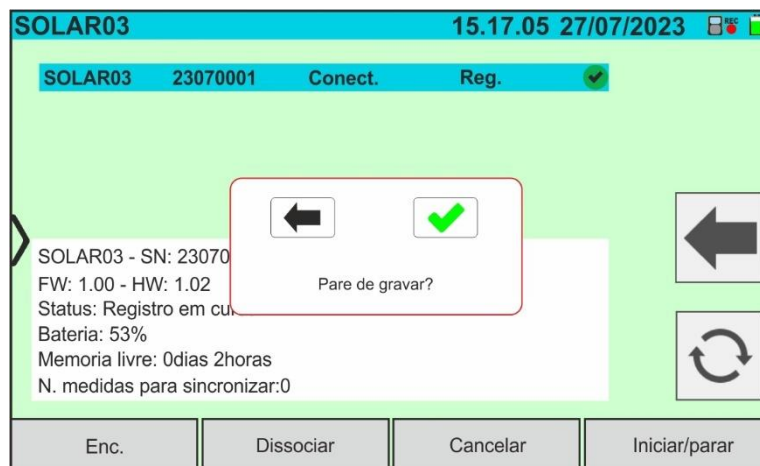 SOLAR03 15.17.05 27/07/2023 REC
SOLAR03 23070001 Conect. Reg.
Pare de gravar?
SOLAR03 - SN: 23070
FW: 1.00 - HW: 1.02
Status: Registro em
Bateria: 53%
Memoria livre: 0dias 2horas
N. medidas para sincronizar:0
Enc. Dissociar Cancelar Iniciar/parar